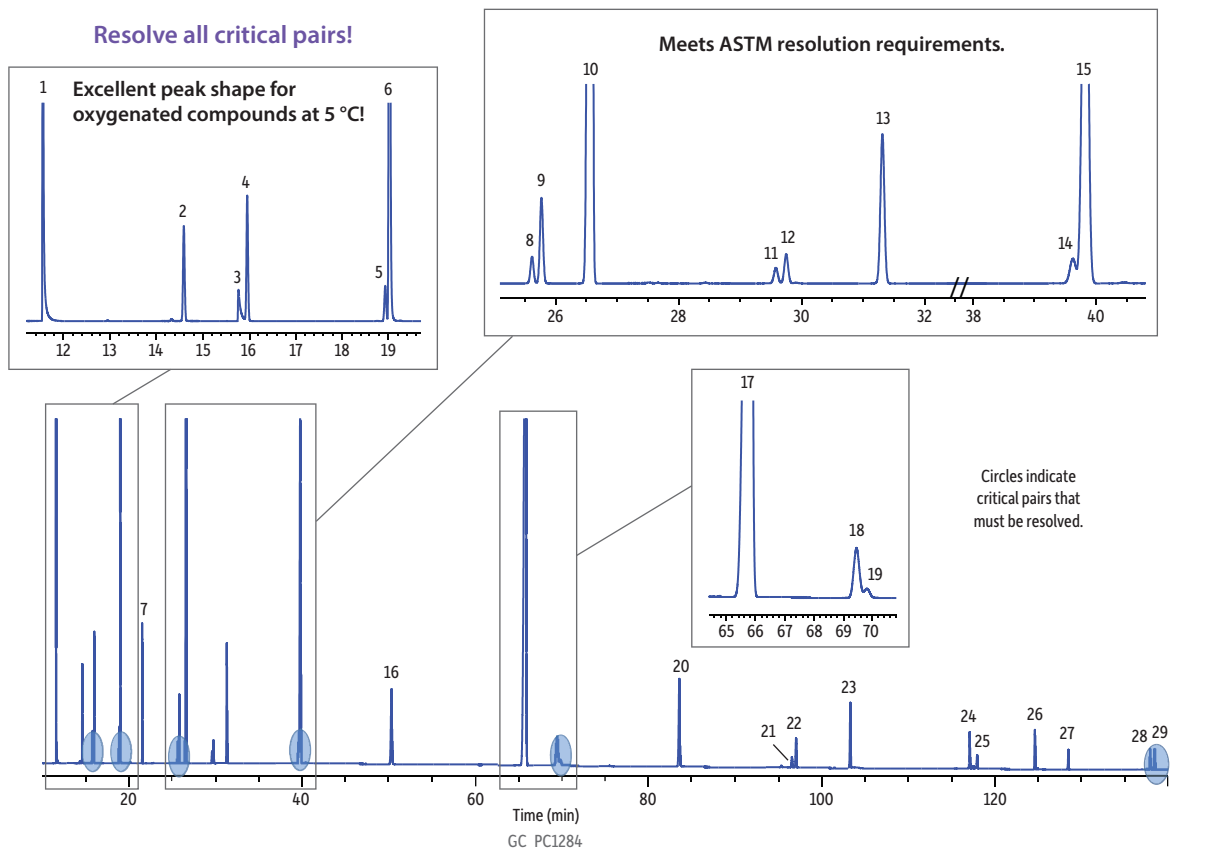 Resolve all critical pairs!
Excellent peak shape for
oxygenated compounds at 5 °C!
1
2
3
4
5
6
12 13 14 15 16 17 18 19
Meets ASTM resolution requirements.
8
9
10
11
12
13
14
15
26 28 30 32 38 40
17
18
19
65 66 67 68 69 70
Circles indicate
critical pairs that
must be resolved.
7
16
20
21
22
23
24
25
26
27
28
29
20 40 60 80 100 120
Time (min)
GC_PC1284